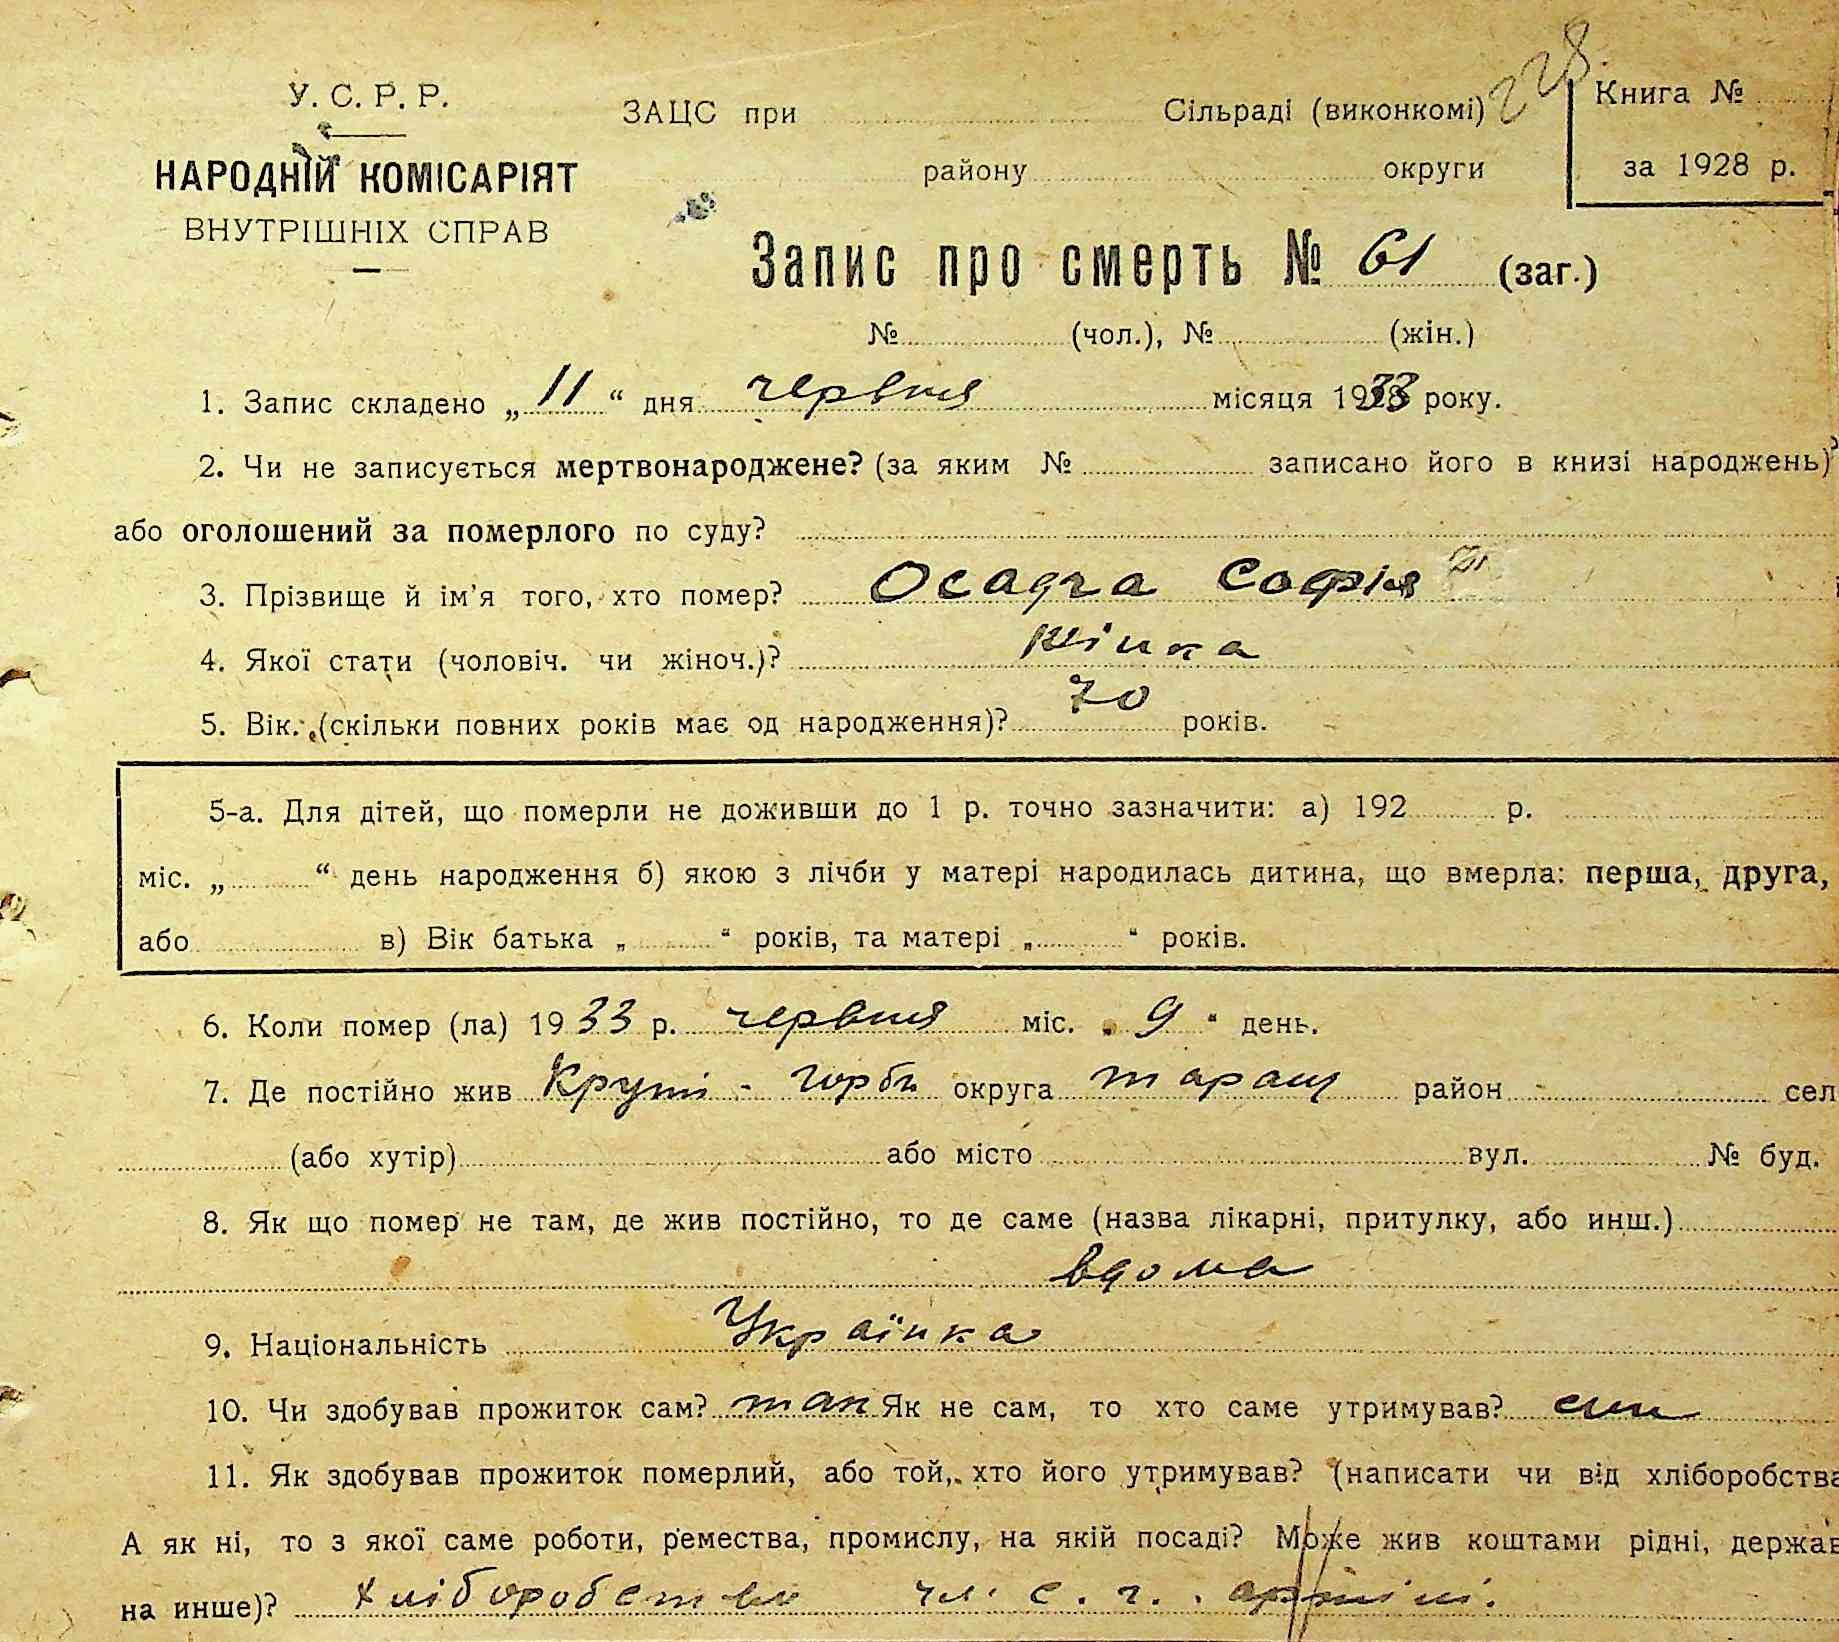 228.
У. С. Р. Р.
НАРОДНІЙ КОМІСАРІЯТ
ВНУТРІШНІХ СПРАВ
ЗАЦС при Сільраді (виконкомі)
району округи
Книга №
за 1928 р.
Запис про смерть № 61 (заг.)
№ (чол.), № (жін.)
1. Запис складено „ 11 “ дня червня місяця 1933 року.
2. Чи не записується мертвонароджене? (за яким № записано його в книзі народжень)?
або оголошений за померлого по суду?
3. Прізвище й ім'я того, хто помер? Осадча Софія
4. Якої стати (чоловіч. чи жіноч.)? жінка
5. Вік. (скільки повних років має од народження)? 70 років.
5-а. Для дітей, що померли не доживши до 1 р. точно зазначити: а) 192 р.
міс. „ “ день народження б) якою з лічби у матері народилась дитина, що вмерла: перша, друга,
або в) Вік батька „ “ років, та матері „ “ років.
6. Коли помер (ла) 1933 р. червня міс. „ 9 “ день.
7. Де постійно жив Круті - горби округа таращ район - сел
(або хутір) або місто вул. № буд.
8. Як що помер не там, де жив постійно, то де саме (назва лікарні, притулку, або инш.)
вдома
9. Національність Українка
10. Чи здобував прожиток сам? так Як не сам, то хто саме утримував? син
11. Як здобував прожиток померлий, або той, хто його утримував? (написати чи від хліборобства
А як ні, то з якої саме роботи, ремества, промислу, на якій посаді? Може жив коштами рідні, держав
на инше)? хліборобство чл. с. г. артілі.